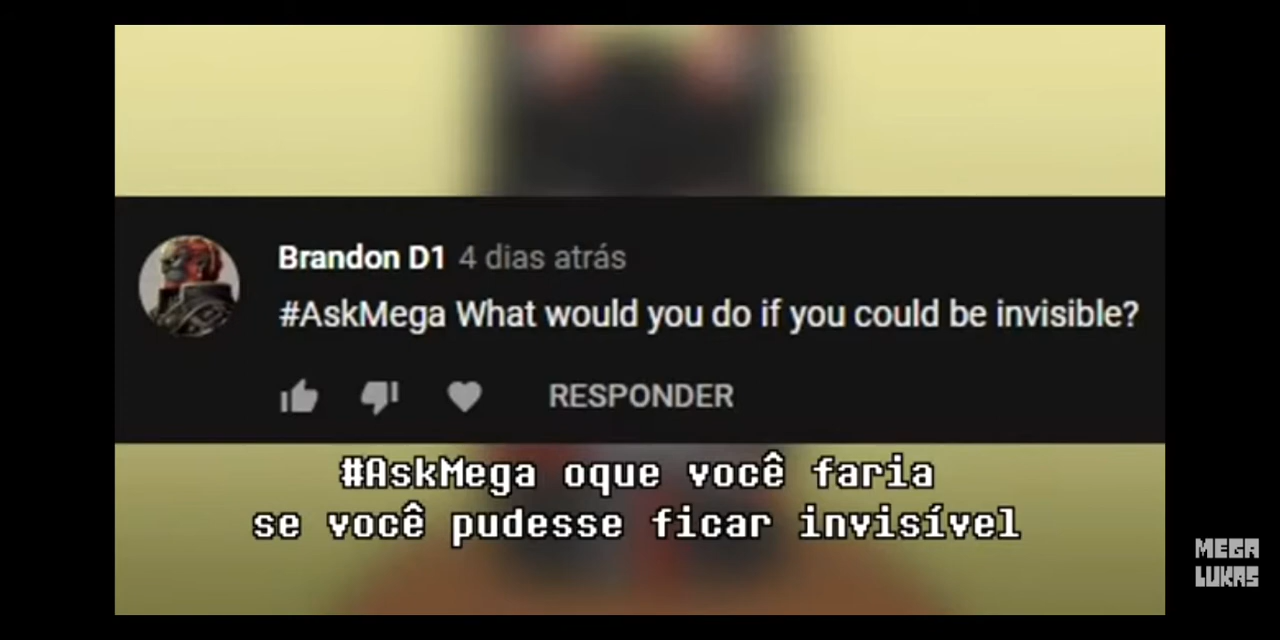 Brandon D1 4 dias atrás
#AskMega What would you do if you could be invisible?
RESPONDER
#AskMega oque você faria
se você pudesse ficar invisível
MEGA
LUKAS